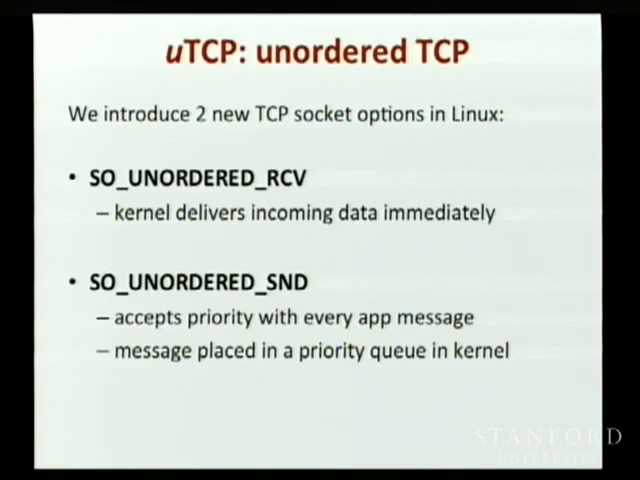 uTCP: unordered TCP
We introduce 2 new TCP socket options in Linux:
• SO_UNORDERED_RCV
– kernel delivers incoming data immediately
• SO_UNORDERED_SND
– accepts priority with every app message
– message placed in a priority queue in kernel
STANFORD
UNIVERSITY